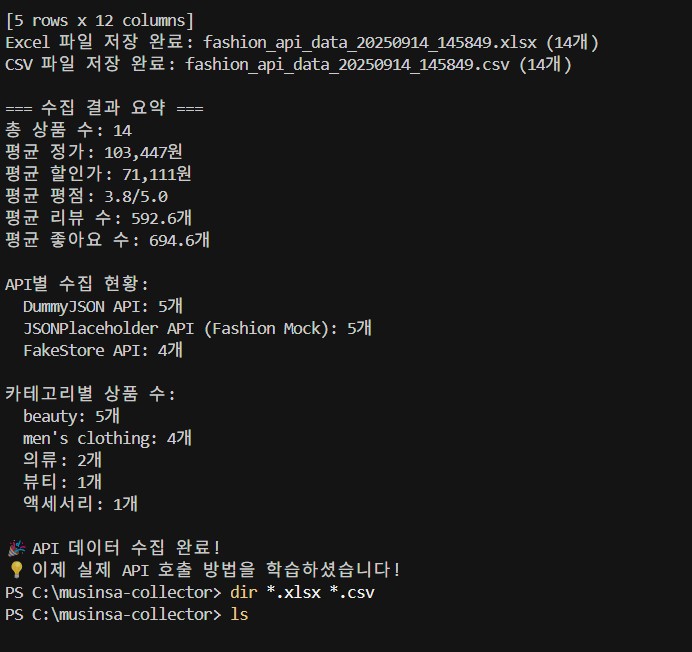 [5 rows x 12 columns]
Excel 파일 저장 완료: fashion_api_data_20250914_145849.xlsx (14개)
CSV 파일 저장 완료: fashion_api_data_20250914_145849.csv (14개)
=== 수집 결과 요약 ===
총 상품 수: 14
평균 정가: 103,447원
평균 할인가: 71,111원
평균 평점: 3.8/5.0
평균 리뷰 수: 592.6개
평균 좋아요 수: 694.6개
API별 수집 현황:
DummyJSON API: 5개
JSONPlaceholder API (Fashion Mock): 5개
FakeStore API: 4개
카테고리별 상품 수:
beauty: 5개
men's clothing: 4개
의류: 2개
뷰티: 1개
액세서리: 1개
🎉 API 데이터 수집 완료!
💡 이제 실제 API 호출 방법을 학습하셨습니다!
PS C:\musinsa-collector> dir *.xlsx *.csv
PS C:\musinsa-collector> ls